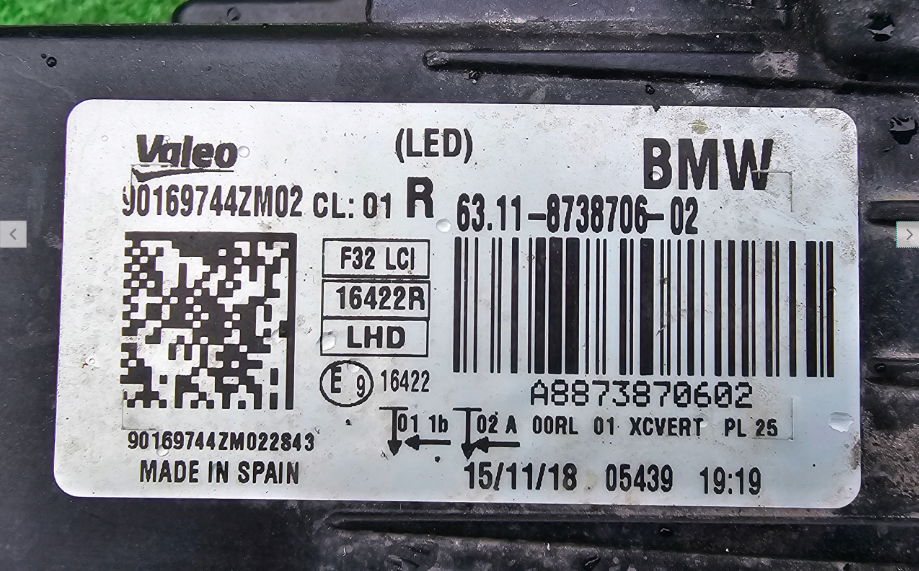 Valeo (LED) BMW
90169744ZM02 CL: 01 R 63.11-8738706-02
F32 LCI
16422R
LHD
E 9 16422
A8873870602
01 1b 02 A 00RL 01 XCVERT PL 25
90169744ZM022843
MADE IN SPAIN 15/11/18 05439 19:19